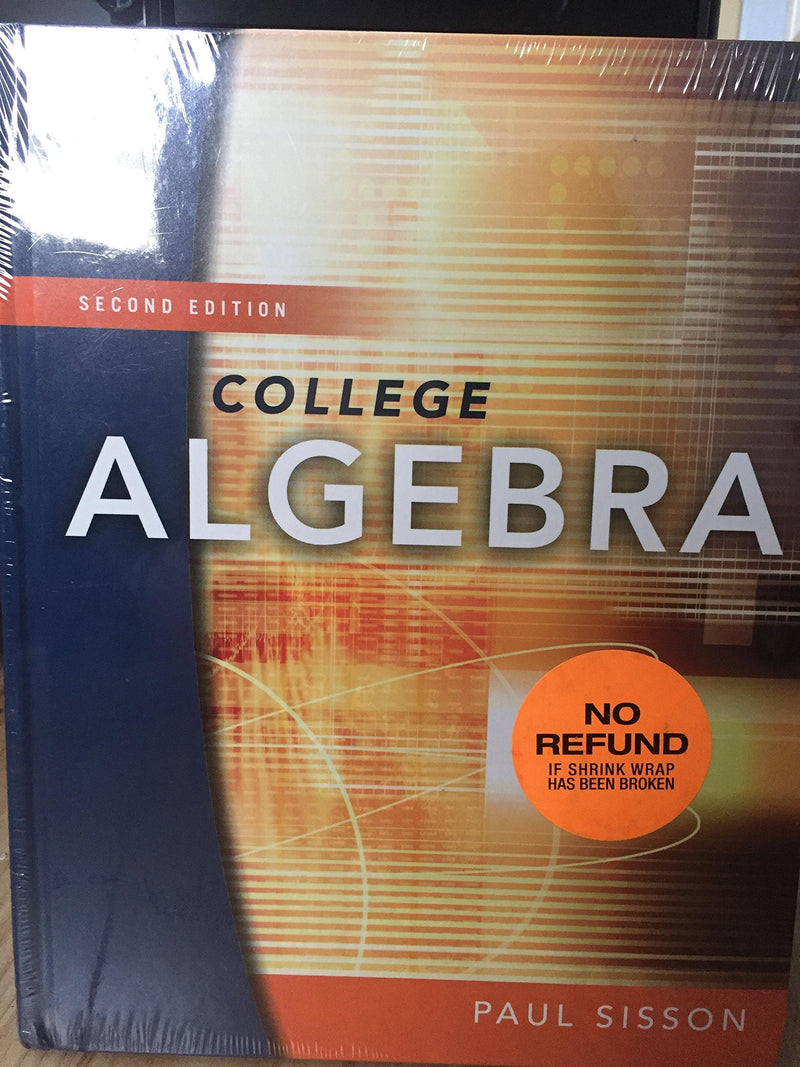 SECOND EDITION
COLLEGE
ALGEBRA
NO
REFUND
IF SHRINK WRAP
HAS BEEN BROKEN
PAUL SISSON